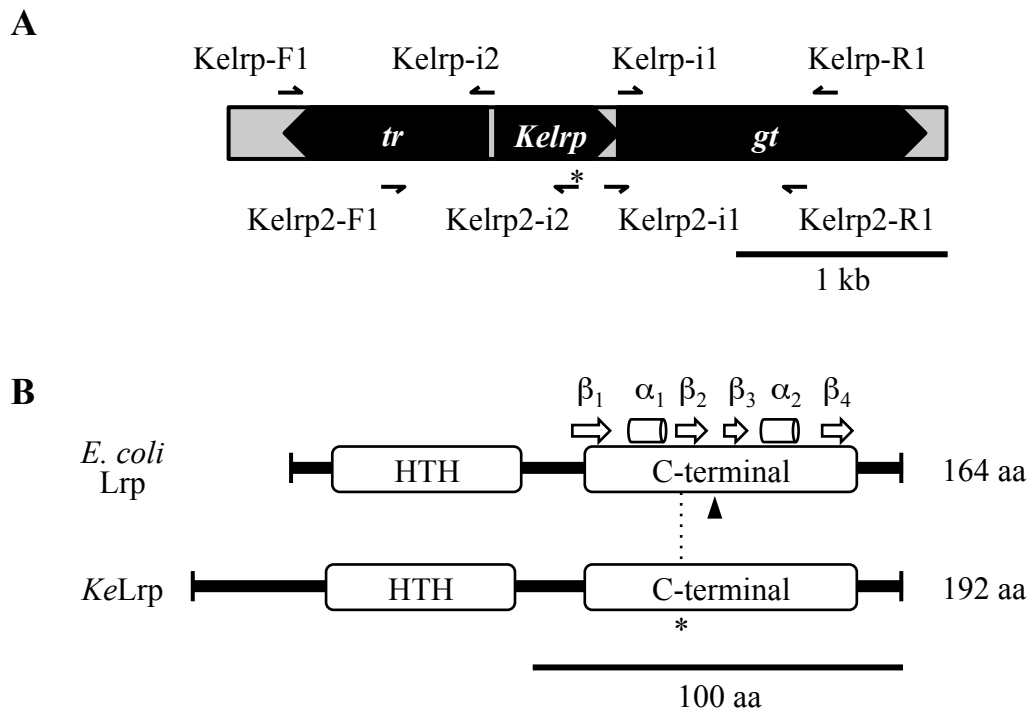 A
Kelrp-F1 Kelrp-i2 Kelrp-i1 Kelrp-R1
tr Kelrp gt
*
Kelrp2-F1 Kelrp2-i2 Kelrp2-i1 Kelrp2-R1
1 kb
B
β1 α1 β2 β3 α2 β4
E. coli
Lrp HTH C-terminal 164 aa
KeLrp HTH C-terminal 192 aa
*
100 aa